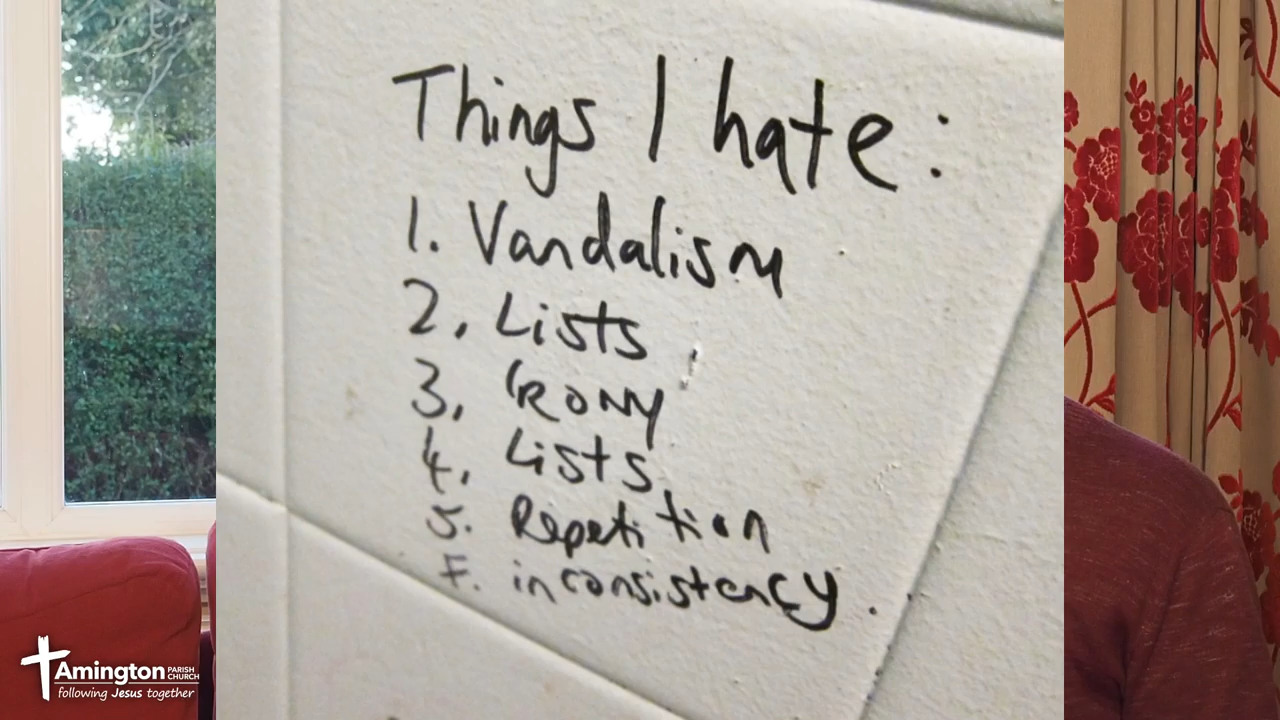 Things I hate:
1. Vandalism
2. Lists
3. Irony
4. Lists
5. Repetition
F. inconsistency.
Amington PARISH CHURCH
following Jesus together